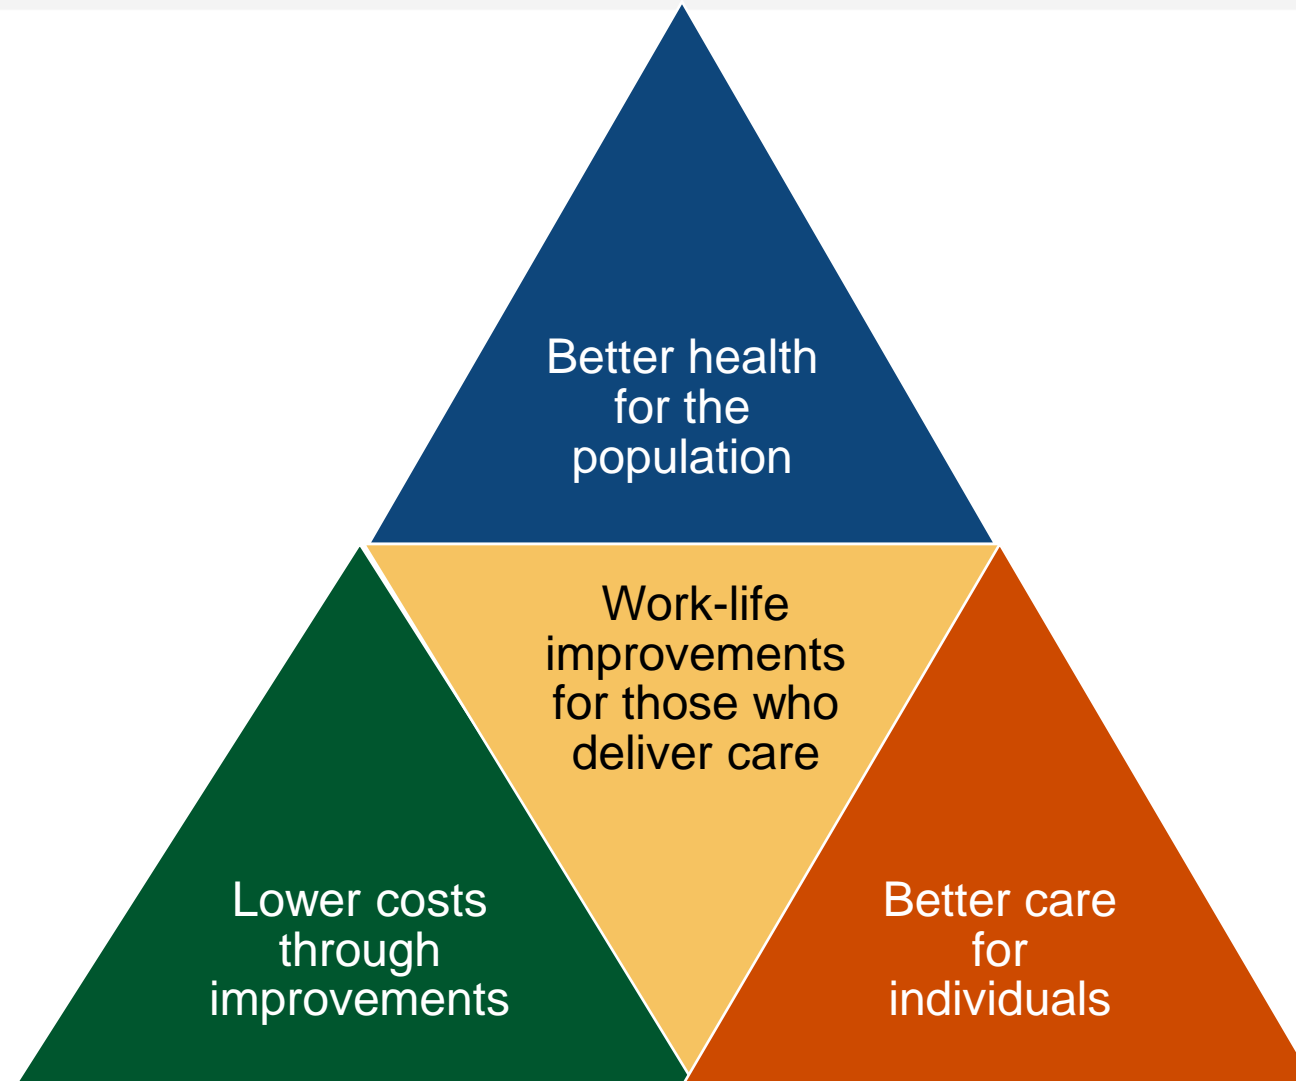 Better health
for the
population
Work-life
improvements
for those who
deliver care
Lower costs
through
improvements
Better care
for
individuals